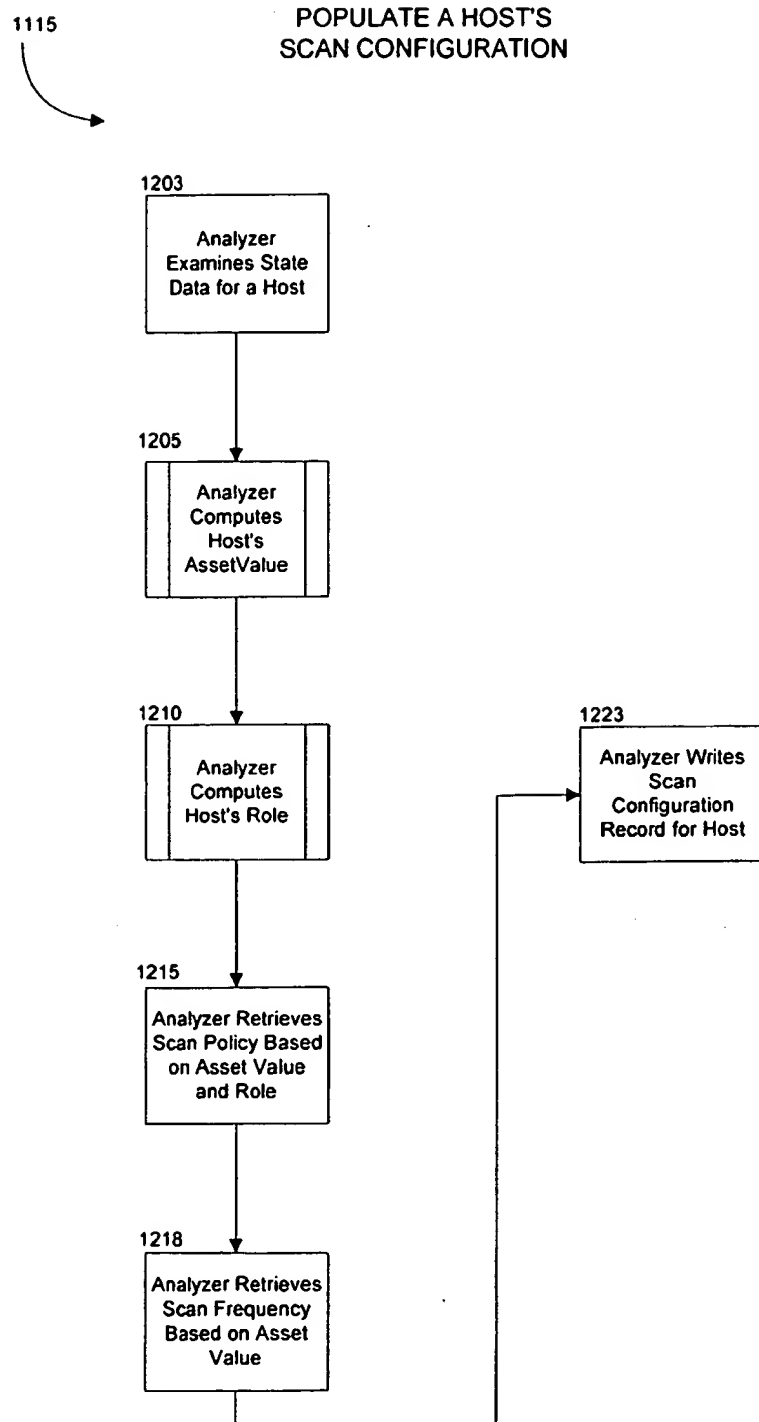 1115
POPULATE A HOST'S
SCAN CONFIGURATION
1203
Analyzer
Examines State
Data for a Host
1205
Analyzer
Computes
Host's
AssetValue
1210
Analyzer
Computes
Host's Role
1215
Analyzer Retrieves
Scan Policy Based
on Asset Value
and Role
1218
Analyzer Retrieves
Scan Frequency
Based on Asset
Value
1223
Analyzer Writes
Scan
Configuration
Record for Host